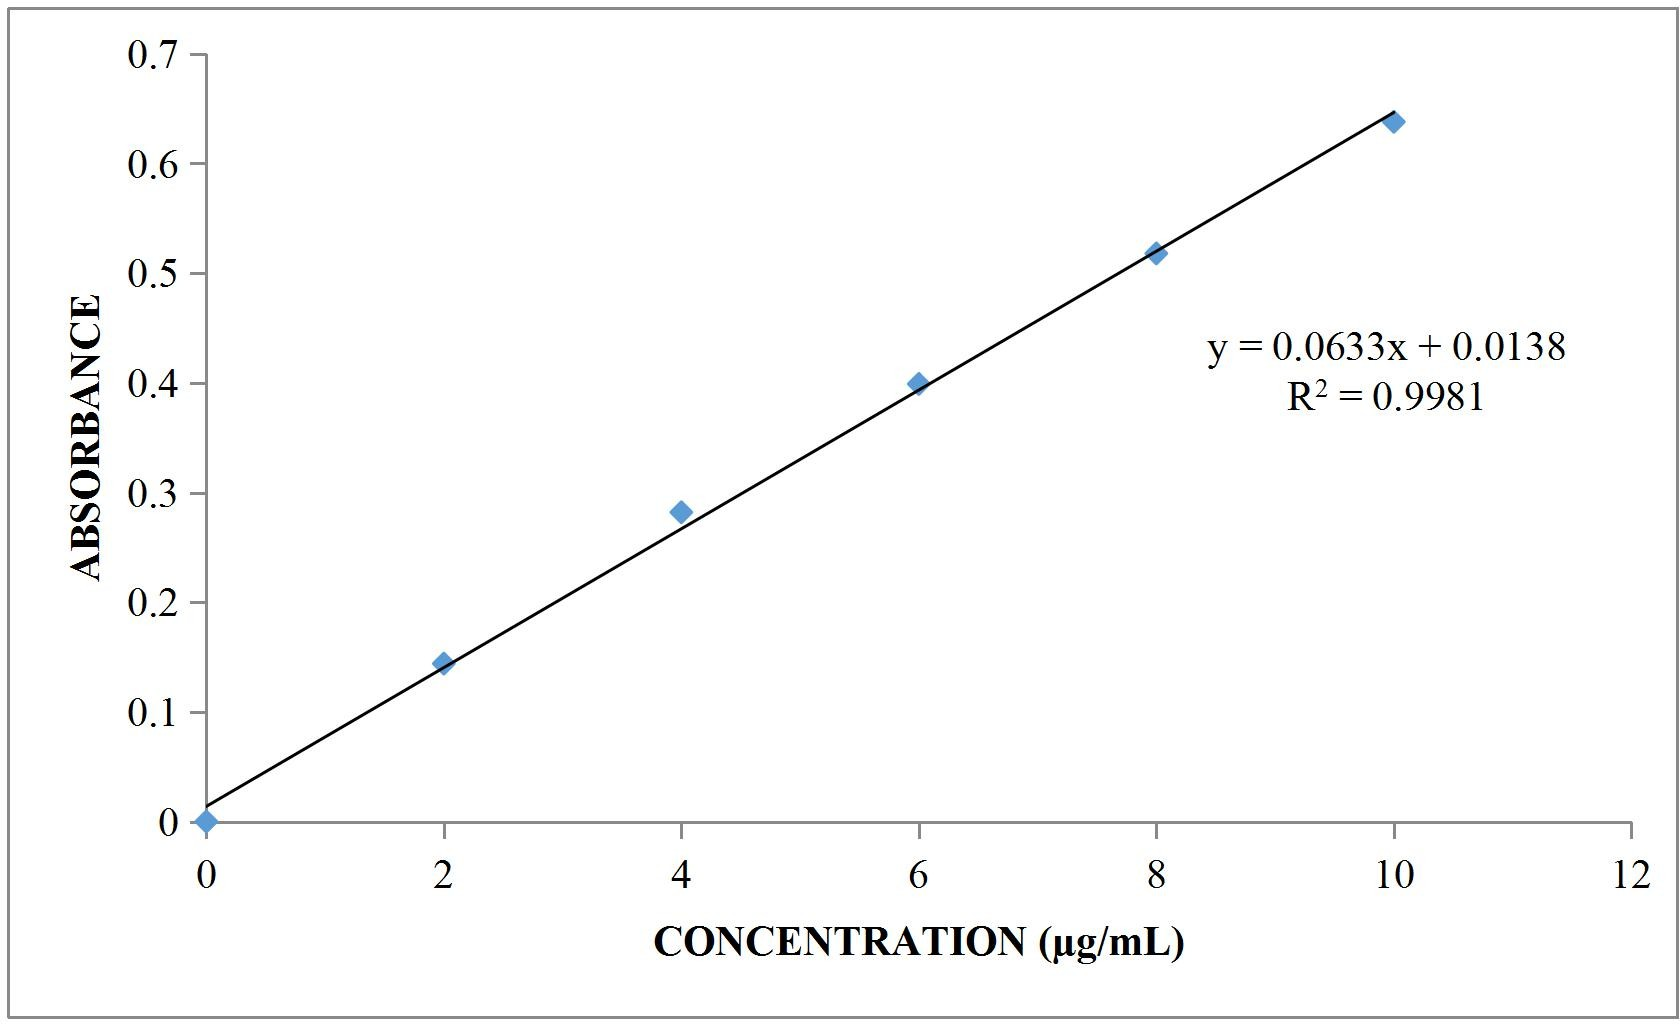 0.7
0.6
0.5
0.4
0.3
0.2
0.1
0
ABSORBANCE
y = 0.0633x + 0.0138
R² = 0.9981
0 2 4 6 8 10 12
CONCENTRATION (µg/mL)